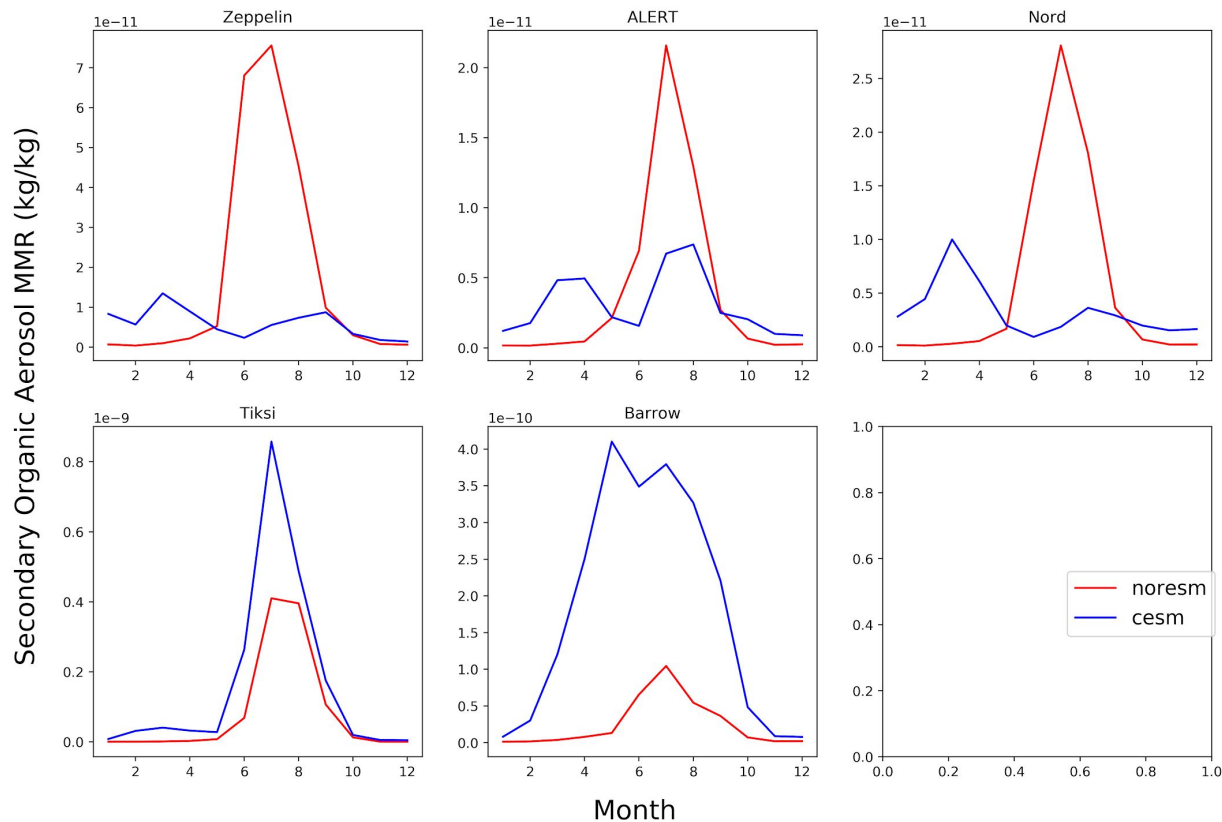 Zeppelin
ALERT
Nord
1e−11
1e−11
1e−11
7
6
5
4
3
2
1
0
2.0
1.5
1.0
0.5
0.0
2.5
2.0
1.5
1.0
0.5
0.0
2 4 6 8 10 12
2 4 6 8 10 12
2 4 6 8 10 12
Secondary Organic Aerosol MMR (kg/kg)
Tiksi
Barrow
1e−9
1e−10
0.8
0.6
0.4
0.2
0.0
4.0
3.5
3.0
2.5
2.0
1.5
1.0
0.5
0.0
1.0
0.8
0.6
0.4
0.2
0.0
noresm
cesm
2 4 6 8 10 12
2 4 6 8 10 12
0.0 0.2 0.4 0.6 0.8 1.0
Month